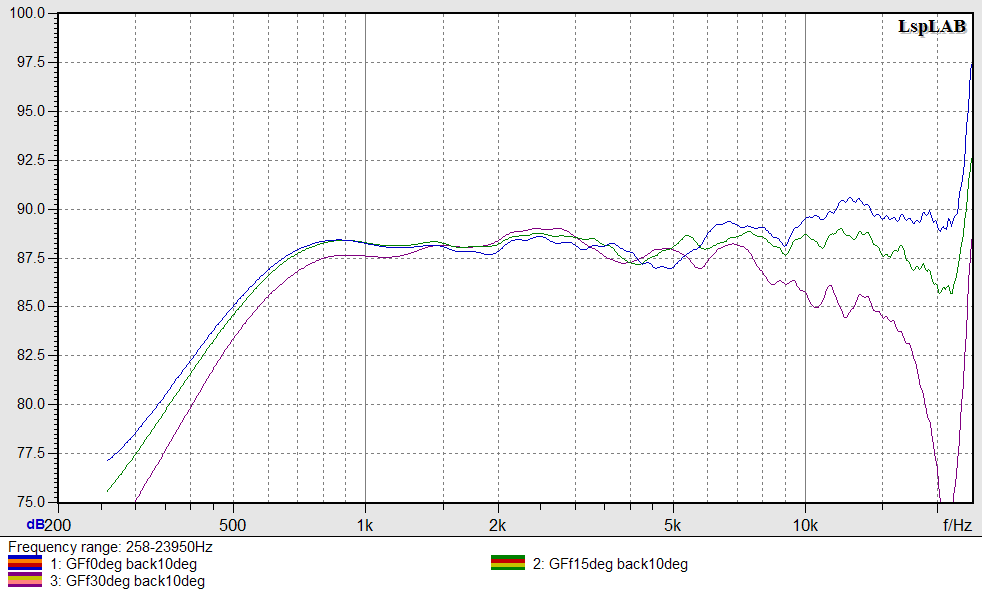 100.0
LspLAB
97.5
95.0
92.5
90.0
87.5
85.0
82.5
80.0
77.5
75.0
dB200 500 1k 2k 5k 10k f/Hz
Frequency range: 258-23950Hz
1: GFf0deg back10deg 2: GFf15deg back10deg
3: GFf30deg back10deg